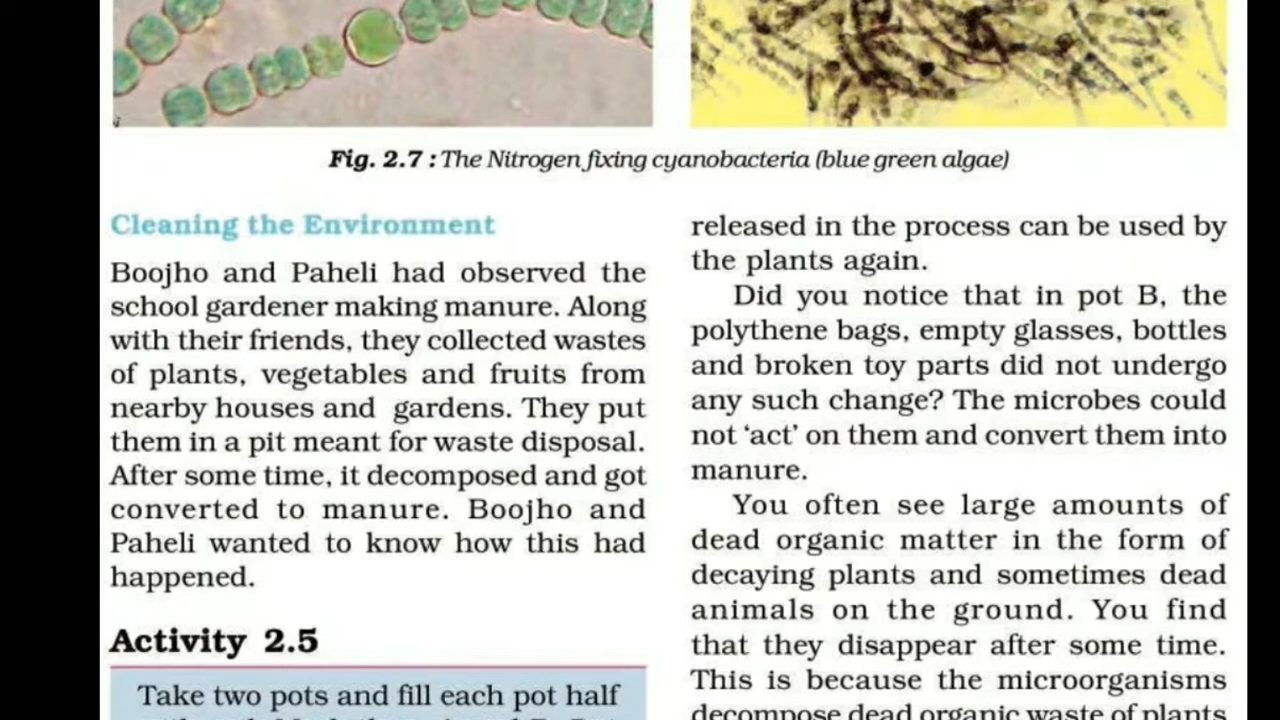 Fig. 2.7 : The Nitrogen fixing cyanobacteria (blue green algae)
Cleaning the Environment
Boojho and Paheli had observed the
school gardener making manure. Along
with their friends, they collected wastes
of plants, vegetables and fruits from
nearby houses and gardens. They put
them in a pit meant for waste disposal.
After some time, it decomposed and got
converted to manure. Boojho and
Paheli wanted to know how this had
happened.
Activity 2.5
Take two pots and fill each pot half
released in the process can be used by
the plants again.
Did you notice that in pot B, the
polythene bags, empty glasses, bottles
and broken toy parts did not undergo
any such change? The microbes could
not ‘act’ on them and convert them into
manure.
You often see large amounts of
dead organic matter in the form of
decaying plants and sometimes dead
animals on the ground. You find
that they disappear after some time.
This is because the microorganisms
decompose dead organic waste of plants